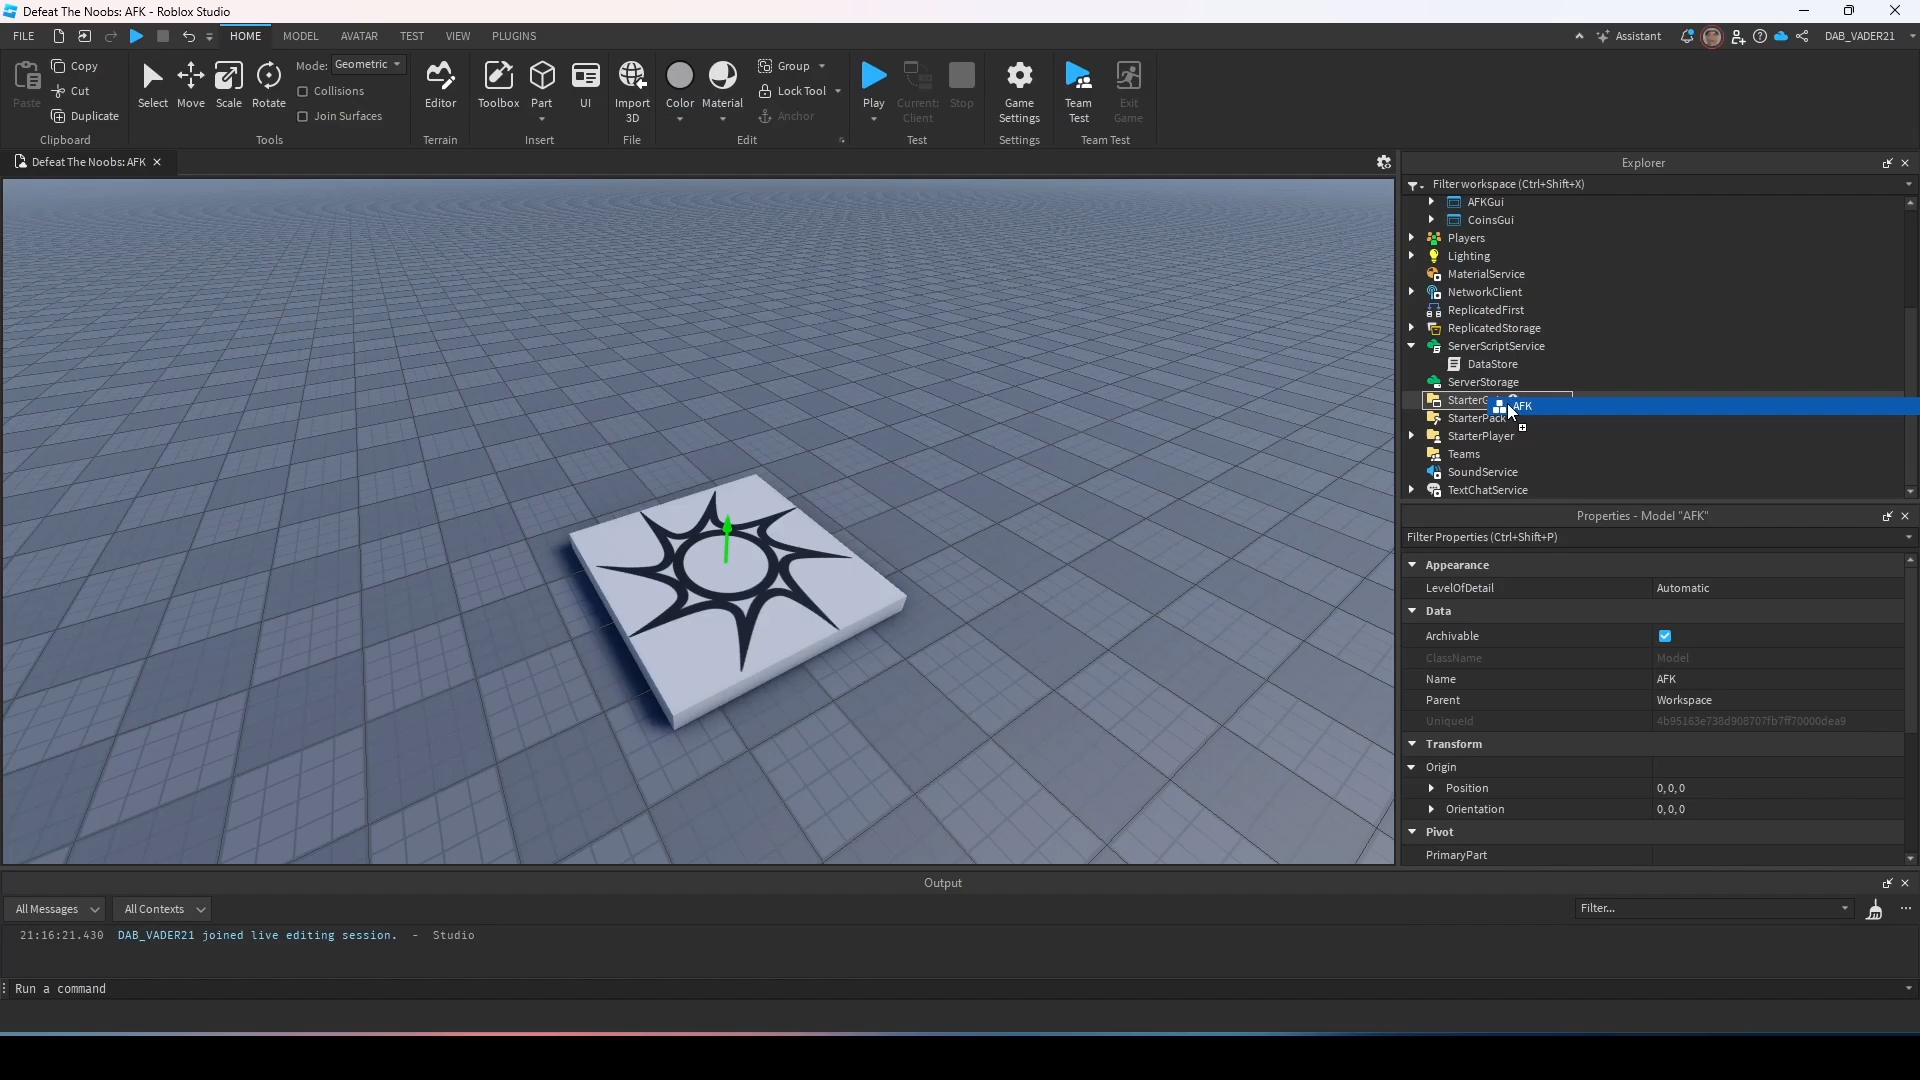 Defeat The Noobs: AFK - Roblox Studio
FILE HOME MODEL AVATAR TEST VIEW PLUGINS Assistant DAB_VADER21
Paste
Copy
Cut
Duplicate
Clipboard
Select Move Scale Rotate
Mode: Geometric
Collisions
Join Surfaces
Tools
Editor
Terrain
Toolbox Part UI
Insert
Import
3D
File
Color Material
Group
Lock Tool
Anchor
Edit
Play
Current:
Client
Stop
Test
Game
Settings
Settings
Team
Test
Exit
Game
Team Test
Defeat The Noobs: AFK
Explorer
Filter workspace (Ctrl+Shift+X)
AFKGui
CoinsGui
Players
Lighting
MaterialService
NetworkClient
ReplicatedFirst
ReplicatedStorage
ServerScriptService
DataStore
ServerStorage
AFK
StarterPack
StarterPlayer
Teams
SoundService
TextChatService
Properties - Model "AFK"
Filter Properties (Ctrl+Shift+P)
Appearance
LevelOfDetail Automatic
Data
Archivable
ClassName Model
Name AFK
Parent Workspace
UniqueId 4b95163e738d908707fb7ff70000dea9
Transform
Origin
Position 0, 0, 0
Orientation 0, 0, 0
Pivot
PrimaryPart
Output
All Messages All Contexts Filter...
21:16:21.430 DAB_VADER21 joined live editing session. - Studio
Run a command